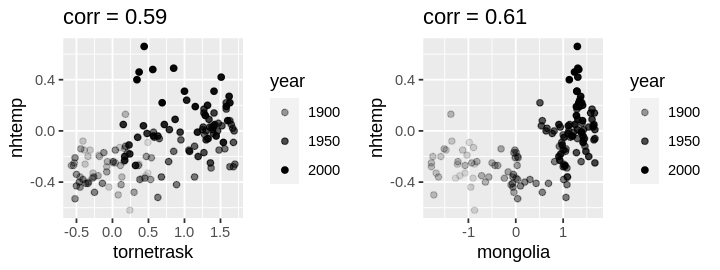 corr = 0.59
nhtemp
0.4
0.0
-0.4
-0.5 0.0 0.5 1.0 1.5
tornetrask
year
1900
1950
2000
corr = 0.61
nhtemp
0.4
0.0
-0.4
-1 0 1
mongolia
year
1900
1950
2000